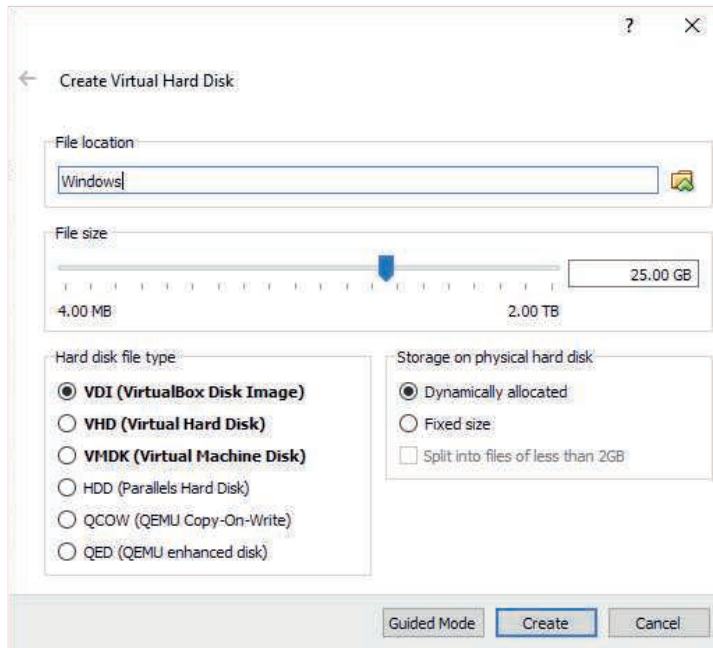 ?
Create Virtual Hard Disk
File location
Windows
File size
25.00 GB
4.00 MB 2.00 TB
Hard disk file type
VDI (VirtualBox Disk Image)
VHD (Virtual Hard Disk)
VMDK (Virtual Machine Disk)
HDD (Parallels Hard Disk)
QCOW (QEMU Copy-On-Write)
QED (QEMU enhanced disk)
Storage on physical hard disk
Dynamically allocated
Fixed size
Split into files of less than 2GB
Guided Mode Create Cancel